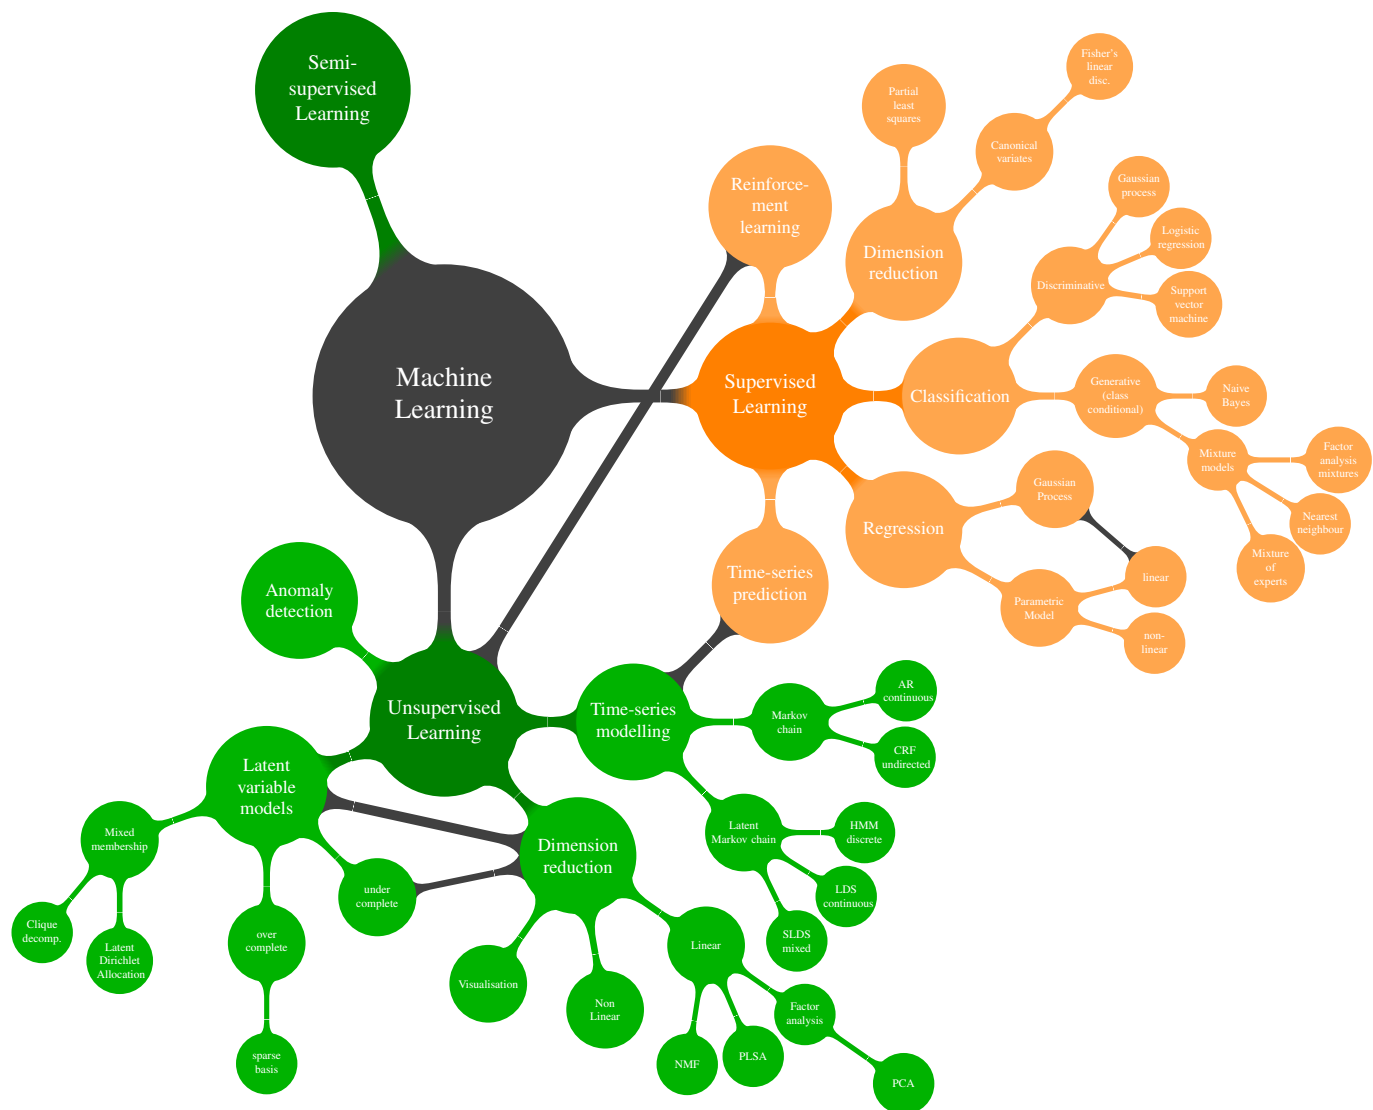 Semi-
supervised
Learning
Machine
Learning
Reinforce-
ment
learning
Partial
least
squares
Fisher's
linear
disc.
Canonical
variates
Dimension
reduction
Gaussian
process
Logistic
regression
Discriminative
Support
vector
machine
Supervised
Learning
Classification
Generative
(class
conditional)
Naive
Bayes
Mixture
models
Factor
analysis
mixtures
Nearest
neighbour
Mixture
of
experts
Regression
Gaussian
Process
linear
Parametric
Model
non-
linear
Time-series
prediction
Anomaly
detection
Unsupervised
Learning
Time-series
modelling
Markov
chain
AR
continuous
CRF
undirected
Latent
Markov chain
HMM
discrete
LDS
continuous
SLDS
mixed
Latent
variable
models
Mixed
membership
Clique
decomp.
Latent
Dirichlet
Allocation
over
complete
sparse
basis
under
complete
Dimension
reduction
Visualisation
Non
Linear
Linear
NMF
PLSA
Factor
analysis
PCA